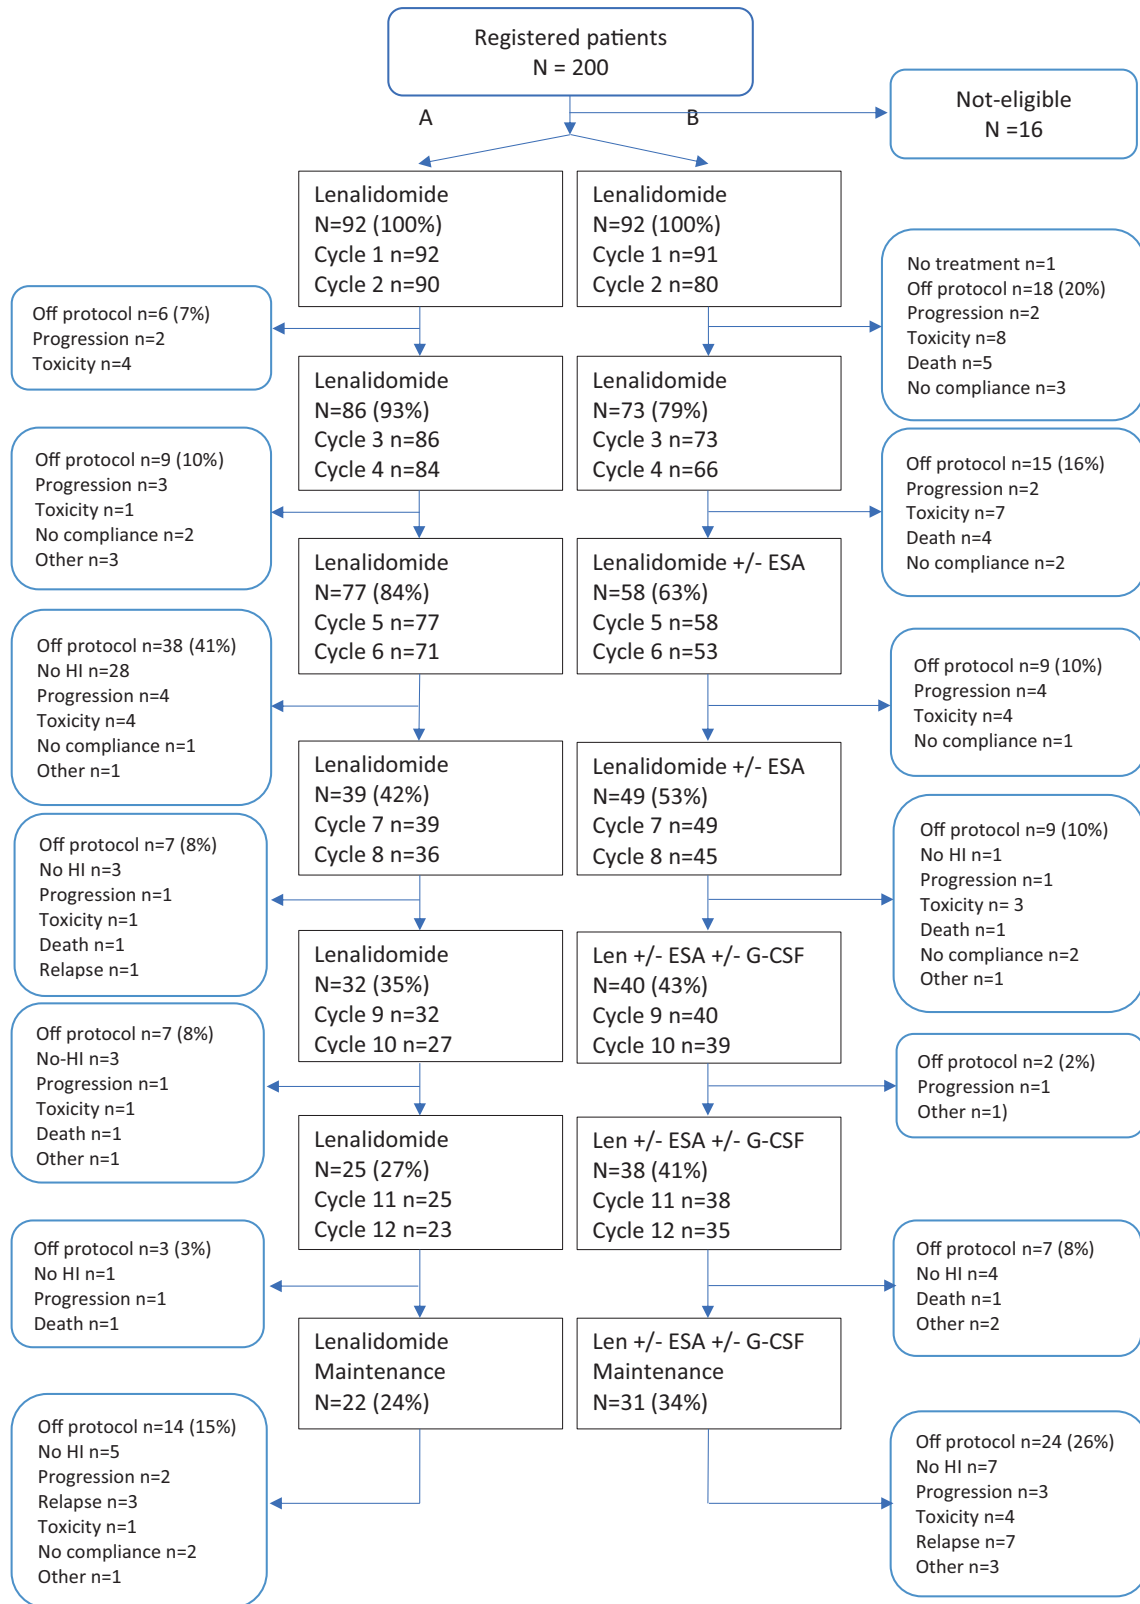 Registered patients
N = 200
A
B
Not-eligible
N =16
Lenalidomide
N=92 (100%)
Cycle 1 n=92
Cycle 2 n=90
Lenalidomide
N=92 (100%)
Cycle 1 n=91
Cycle 2 n=80
Off protocol n=6 (7%)
Progression n=2
Toxicity n=4
No treatment n=1
Off protocol n=18 (20%)
Progression n=2
Toxicity n=8
Death n=5
No compliance n=3
Lenalidomide
N=86 (93%)
Cycle 3 n=86
Cycle 4 n=84
Lenalidomide
N=73 (79%)
Cycle 3 n=73
Cycle 4 n=66
Off protocol n=9 (10%)
Progression n=3
Toxicity n=1
No compliance n=2
Other n=3
Off protocol n=15 (16%)
Progression n=2
Toxicity n=7
Death n=4
No compliance n=2
Lenalidomide
N=77 (84%)
Cycle 5 n=77
Cycle 6 n=71
Lenalidomide +/- ESA
N=58 (63%)
Cycle 5 n=58
Cycle 6 n=53
Off protocol n=38 (41%)
No HI n=28
Progression n=4
Toxicity n=4
No compliance n=1
Other n=1
Off protocol n=9 (10%)
Progression n=4
Toxicity n=4
No compliance n=1
Lenalidomide
N=39 (42%)
Cycle 7 n=39
Cycle 8 n=36
Lenalidomide +/- ESA
N=49 (53%)
Cycle 7 n=49
Cycle 8 n=45
Off protocol n=7 (8%)
No HI n=3
Progression n=1
Toxicity n=1
Death n=1
Relapse n=1
Off protocol n=9 (10%)
No HI n=1
Progression n=1
Toxicity n= 3
Death n=1
No compliance n=2
Other n=1
Lenalidomide
N=32 (35%)
Cycle 9 n=32
Cycle 10 n=27
Len +/- ESA +/- G-CSF
N=40 (43%)
Cycle 9 n=40
Cycle 10 n=39
Off protocol n=7 (8%)
No-HI n=3
Progression n=1
Toxicity n=1
Death n=1
Other n=1
Off protocol n=2 (2%)
Progression n=1
Other n=1)
Lenalidomide
N=25 (27%)
Cycle 11 n=25
Cycle 12 n=23
Len +/- ESA +/- G-CSF
N=38 (41%)
Cycle 11 n=38
Cycle 12 n=35
Off protocol n=3 (3%)
No HI n=1
Progression n=1
Death n=1
Off protocol n=7 (8%)
No HI n=4
Death n=1
Other n=2
Lenalidomide
Maintenance
N=22 (24%)
Len +/- ESA +/- G-CSF
Maintenance
N=31 (34%)
Off protocol n=14 (15%)
No HI n=5
Progression n=2
Relapse n=3
Toxicity n=1
No compliance n=2
Other n=1
Off protocol n=24 (26%)
No HI n=7
Progression n=3
Toxicity n=4
Relapse n=7
Other n=3